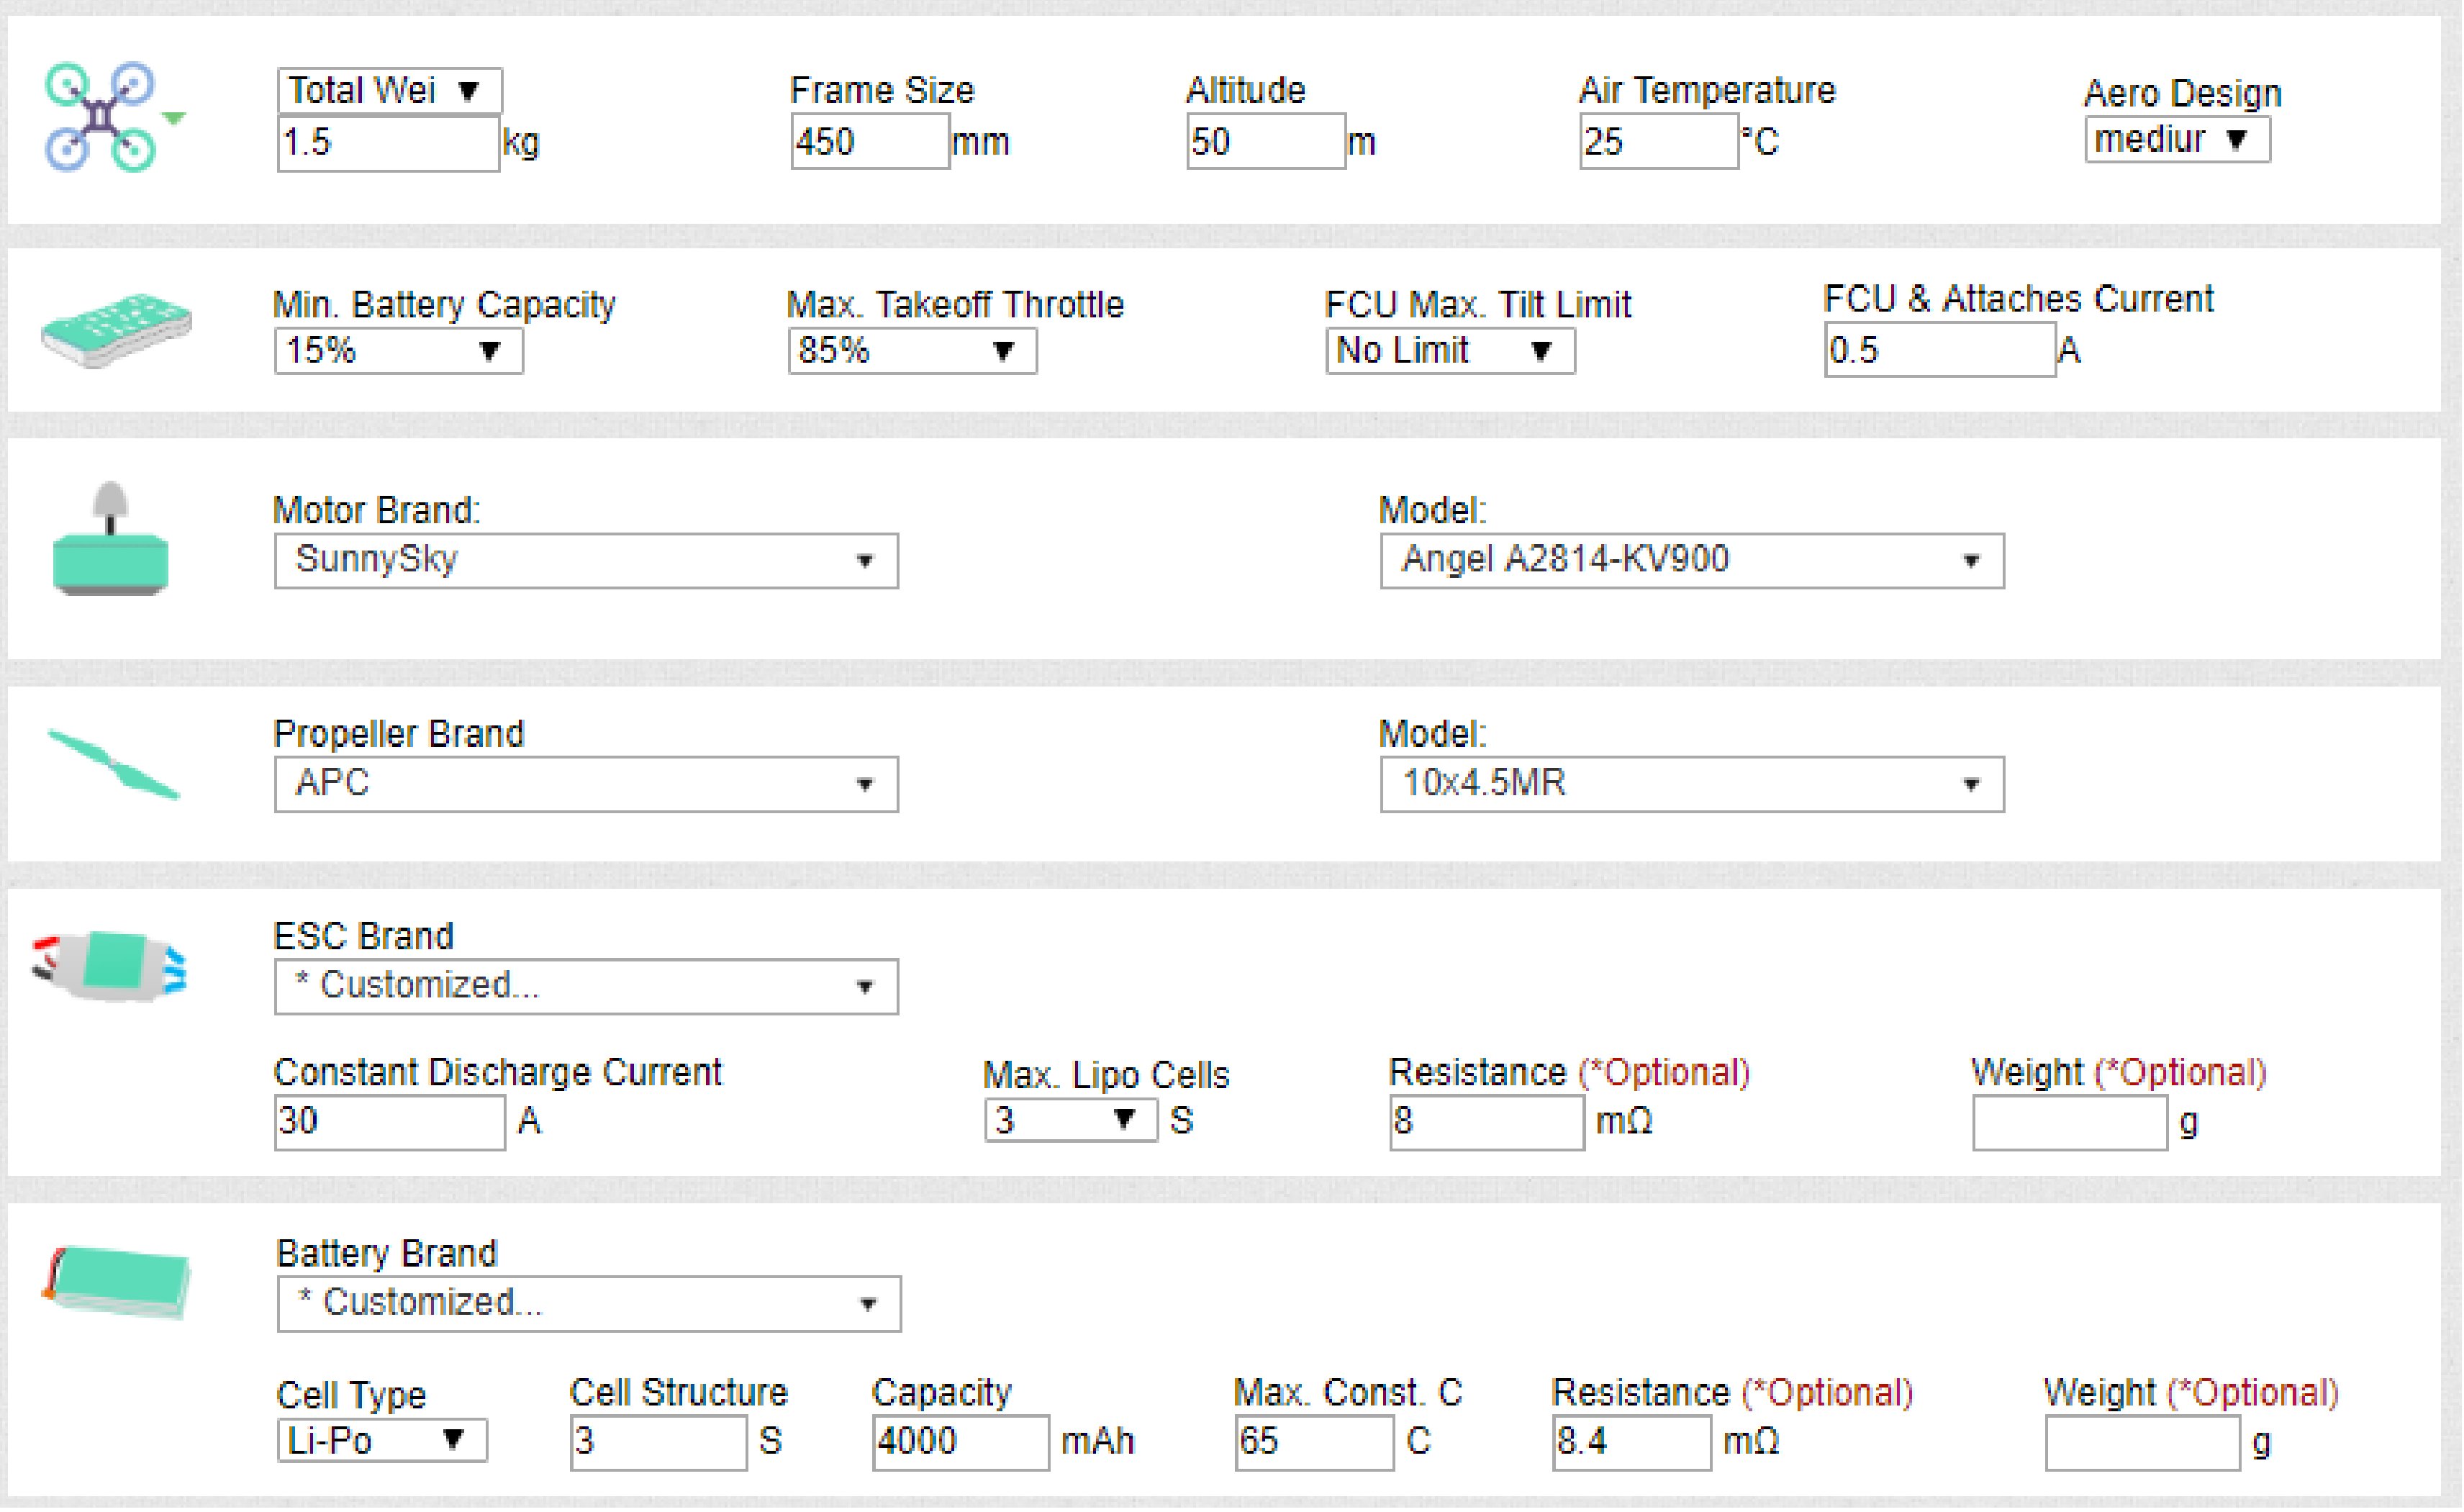 Total Wei ▼ Frame Size Altitude Air Temperature Aero Design
1.5 kg 450 mm 50 m 25 °C mediur ▼
Min. Battery Capacity Max. Takeoff Throttle FCU Max. Tilt Limit FCU & Attaches Current
15% ▼ 85% ▼ No Limit ▼ 0.5 A
Motor Brand: Model:
SunnySky Angel A2814-KV900
Propeller Brand Model:
APC 10x4.5MR
ESC Brand
* Customized...
Constant Discharge Current Max. Lipo Cells Resistance (*Optional) Weight (*Optional)
30 A 3 ▼ S 8 mΩ g
Battery Brand
* Customized...
Cell Type Cell Structure Capacity Max. Const. C Resistance (*Optional) Weight (*Optional)
Li-Po ▼ 3 S 4000 mAh 65 C 8.4 mΩ g